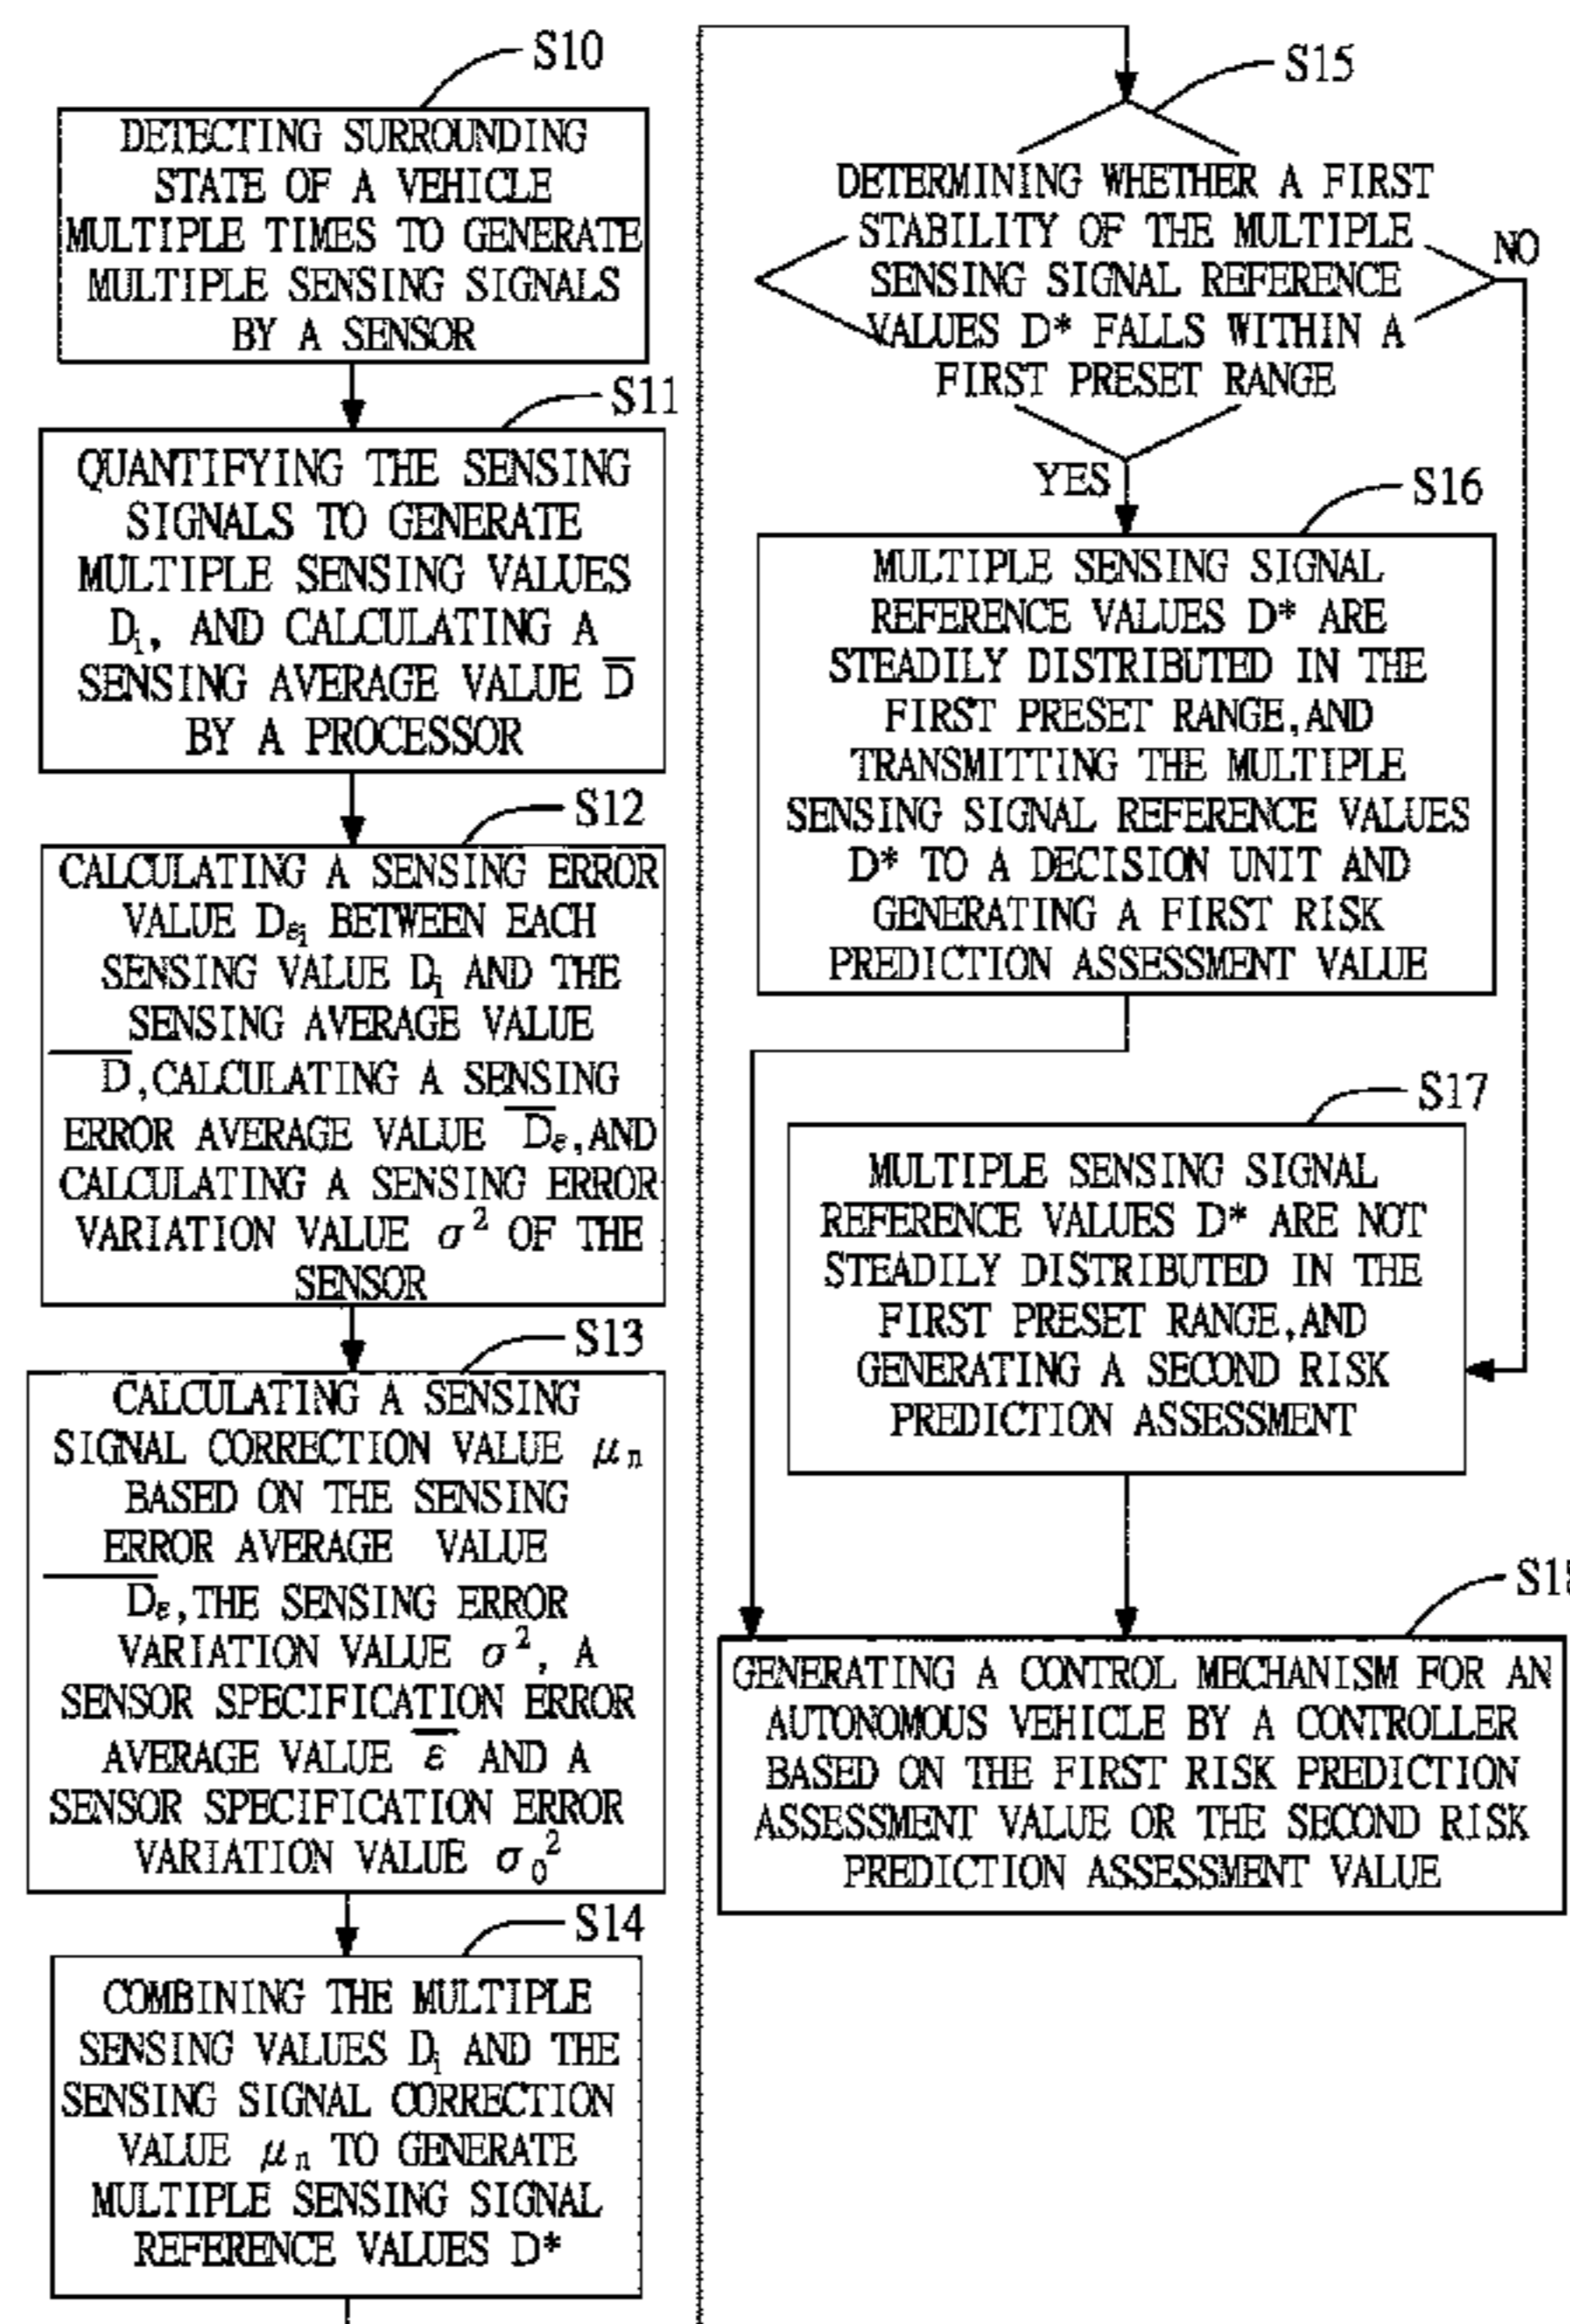 S10
DETECTING SURROUNDING
STATE OF A VEHICLE
MULTIPLE TIMES TO GENERATE
MULTIPLE SENSING SIGNALS
BY A SENSOR
S11
QUANTIFYING THE SENSING
SIGNALS TO GENERATE
MULTIPLE SENSING VALUES
Dᵢ, AND CALCULATING A
SENSING AVERAGE VALUE D̅
BY A PROCESSOR
S12
CALCULATING A SENSING ERROR
VALUE Dεᵢ BETWEEN EACH
SENSING VALUE Dᵢ AND THE
SENSING AVERAGE VALUE
D̅,CALCULATING A SENSING
ERROR AVERAGE VALUE D̅ε,AND
CALCULATING A SENSING ERROR
VARIATION VALUE σ² OF THE
SENSOR
S13
CALCULATING A SENSING
SIGNAL CORRECTION VALUE μₙ
BASED ON THE SENSING
ERROR AVERAGE VALUE
D̅ε,THE SENSING ERROR
VARIATION VALUE σ², A
SENSOR SPECIFICATION ERROR
AVERAGE VALUE ε̅ AND A
SENSOR SPECIFICATION ERROR
VARIATION VALUE σ₀²
S14
COMBINING THE MULTIPLE
SENSING VALUES Dᵢ AND THE
SENSING SIGNAL CORRECTION
VALUE μₙ TO GENERATE
MULTIPLE SENSING SIGNAL
REFERENCE VALUES D*
S15
DETERMINING WHETHER A FIRST
STABILITY OF THE MULTIPLE
SENSING SIGNAL REFERENCE
VALUES D* FALLS WITHIN A
FIRST PRESET RANGE
NO
YES
S16
MULTIPLE SENSING SIGNAL
REFERENCE VALUES D* ARE
STEADILY DISTRIBUTED IN THE
FIRST PRESET RANGE,AND
TRANSMITTING THE MULTIPLE
SENSING SIGNAL REFERENCE VALUES
D* TO A DECISION UNIT AND
GENERATING A FIRST RISK
PREDICTION ASSESSMENT VALUE
S17
MULTIPLE SENSING SIGNAL
REFERENCE VALUES D* ARE NOT
STEADILY DISTRIBUTED IN THE
FIRST PRESET RANGE,AND
GENERATING A SECOND RISK
PREDICTION ASSESSMENT
S18
GENERATING A CONTROL MECHANISM FOR AN
AUTONOMOUS VEHICLE BY A CONTROLLER
BASED ON THE FIRST RISK PREDICTION
ASSESSMENT VALUE OR THE SECOND RISK
PREDICTION ASSESSMENT VALUE